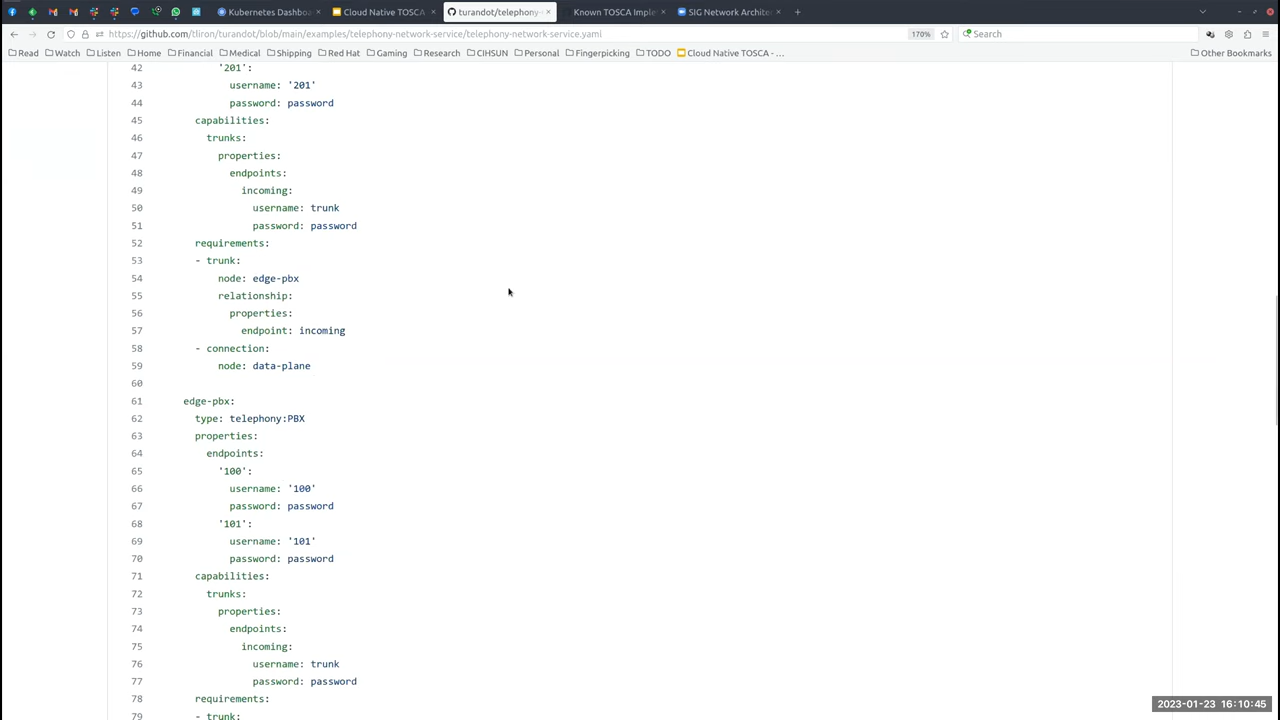 Kubernetes Dashboa
Cloud Native TOSCA
turandot/telephony-
Known TOSCA Imple
SIG Network Archite
https://github.com/tliron/turandot/blob/main/examples/telephony-network-service/telephony-network-service.yaml
170%
Search
Read
Watch
Listen
Home
Financial
Medical
Shipping
Red Hat
Gaming
Research
CIHSUN
Personal
Fingerpicking
TODO
Cloud Native TOSCA - ...
Other Bookmarks
42 '201':
43 username: '201'
44 password: password
45 capabilities:
46 trunks:
47 properties:
48 endpoints:
49 incoming:
50 username: trunk
51 password: password
52 requirements:
53 - trunk:
54 node: edge-pbx
55 relationship:
56 properties:
57 endpoint: incoming
58 - connection:
59 node: data-plane
60
61 edge-pbx:
62 type: telephony:PBX
63 properties:
64 endpoints:
65 '100':
66 username: '100'
67 password: password
68 '101':
69 username: '101'
70 password: password
71 capabilities:
72 trunks:
73 properties:
74 endpoints:
75 incoming:
76 username: trunk
77 password: password
78 requirements:
79 - trunk:
2023-01-23 16:10:45